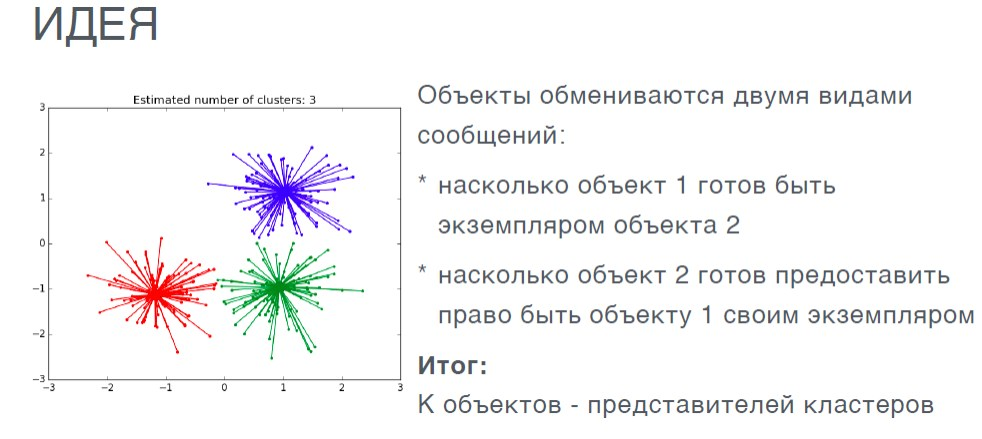 ИДЕЯ
Estimated number of clusters: 3
3
2
1
0
−1
−2
−3
−3
−2
−1
0
1
2
3
Объекты обмениваются двумя видами
сообщений:
* насколько объект 1 готов быть
экземпляром объекта 2
* насколько объект 2 готов предоставить
право быть объекту 1 своим экземпляром
Итог:
К объектов - представителей кластеров